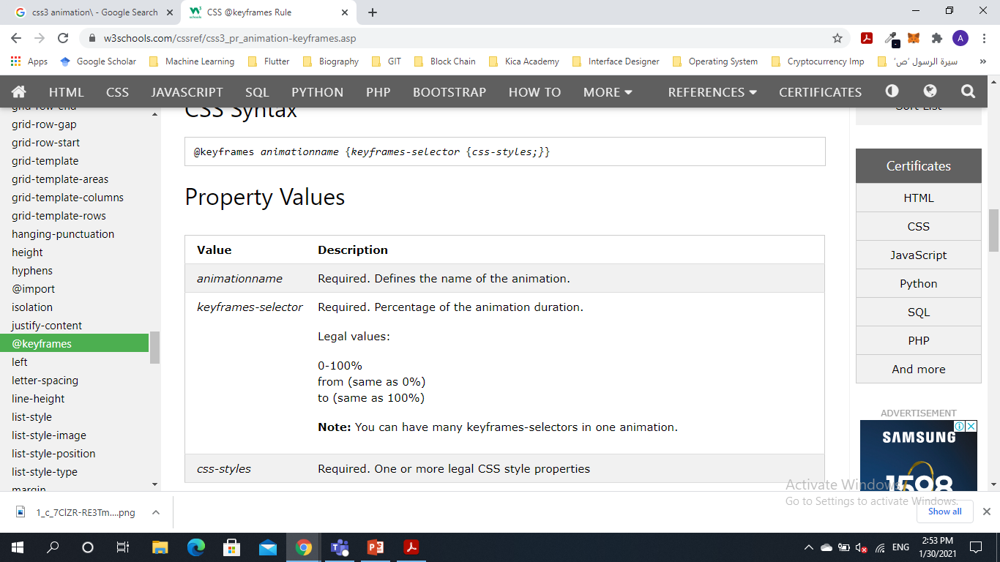 css3 animation\ - Google Search
CSS @keyframes Rule
w3schools.com/cssref/css3_pr_animation-keyframes.asp
A
Apps
Google Scholar
Machine Learning
Flutter
Biography
GIT
Block Chain
Kica Academy
Interface Designer
Operating System
Cryptocurrency Imp
سيرة الرسول ‘ص’
»
HTML
CSS
JAVASCRIPT
SQL
PYTHON
PHP
BOOTSTRAP
HOW TO
MORE
REFERENCES
CERTIFICATES
grid-row-end
grid-row-gap
grid-row-start
grid-template
grid-template-areas
grid-template-columns
grid-template-rows
hanging-punctuation
height
hyphens
@import
isolation
justify-content
@keyframes
left
letter-spacing
line-height
list-style
list-style-image
list-style-position
list-style-type
margin
CSS Syntax
@keyframes animationname {keyframes-selector {css-styles;}}
Property Values
Value Description
animationname Required. Defines the name of the animation.
keyframes-selector Required. Percentage of the animation duration.
Legal values:
0-100%
from (same as 0%)
to (same as 100%)
Note: You can have many keyframes-selectors in one animation.
css-styles Required. One or more legal CSS style properties
Sort List
Certificates
HTML
CSS
JavaScript
Python
SQL
PHP
And more
ADVERTISEMENT
SAMSUNG
1598
Activate Windows
Go to Settings to activate Windows.
1_c_7ClZR-RE3Tm....png
Show all
ENG
2:53 PM
1/30/2021